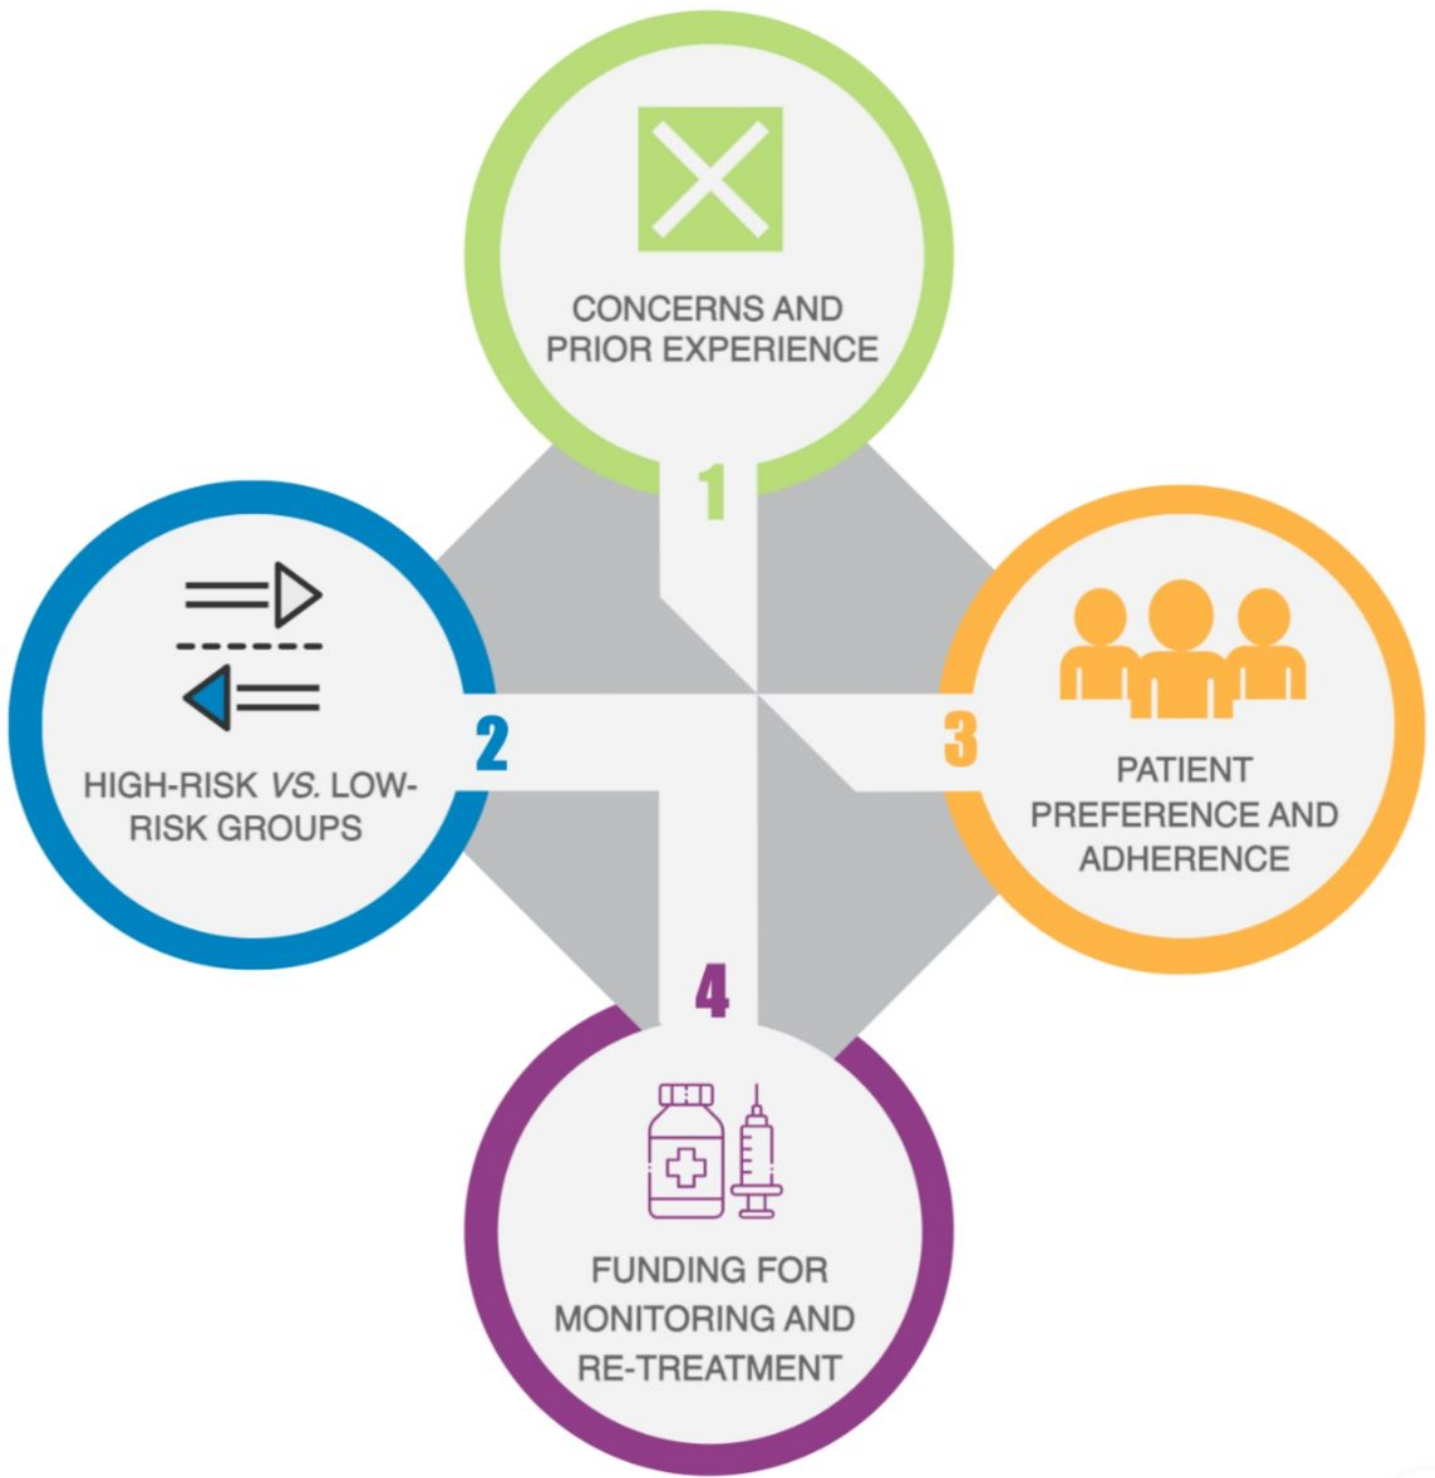 CONCERNS AND
PRIOR EXPERIENCE
1
2
HIGH-RISK VS. LOW-
RISK GROUPS
3
PATIENT
PREFERENCE AND
ADHERENCE
4
FUNDING FOR
MONITORING AND
RE-TREATMENT